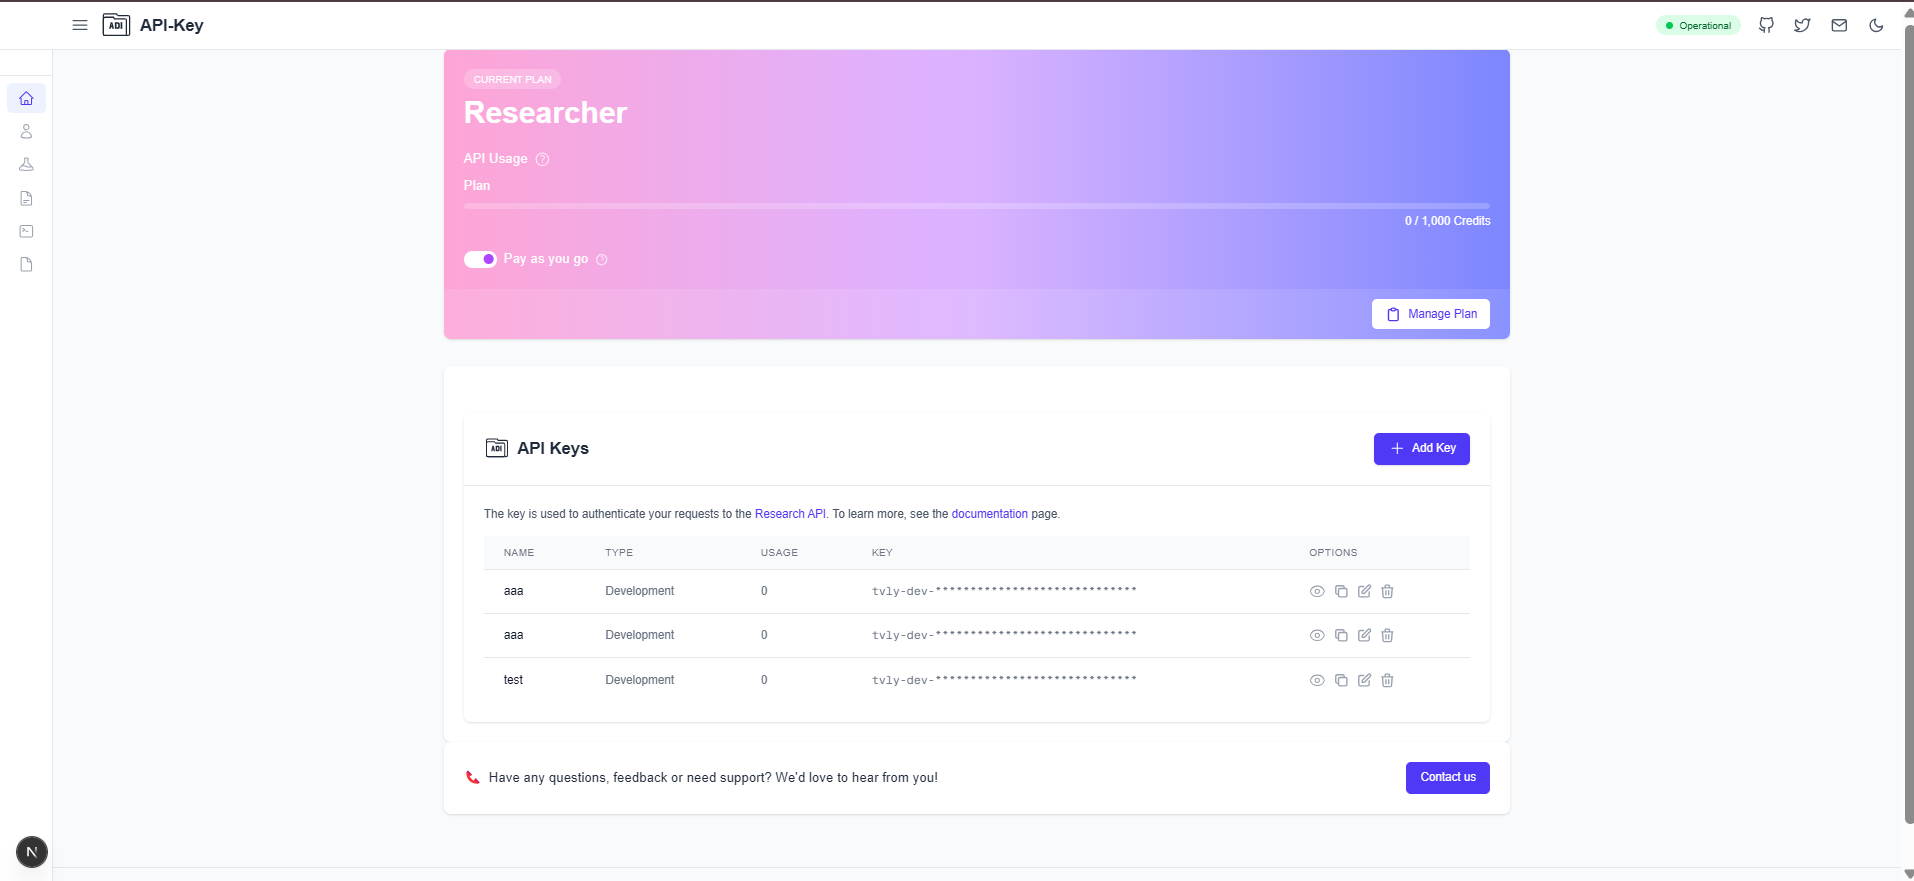 API API-Key
Operational
CURRENT PLAN
Researcher
API Usage ?
Plan
0 / 1,000 Credits
Pay as you go ?
Manage Plan
API API Keys
Add Key
The key is used to authenticate your requests to the Research API. To learn more, see the documentation page.
NAME TYPE USAGE KEY OPTIONS
aaa Development 0 tvly-dev-*****************************
aaa Development 0 tvly-dev-*****************************
test Development 0 tvly-dev-*****************************
Have any questions, feedback or need support? We'd love to hear from you!
Contact us
N